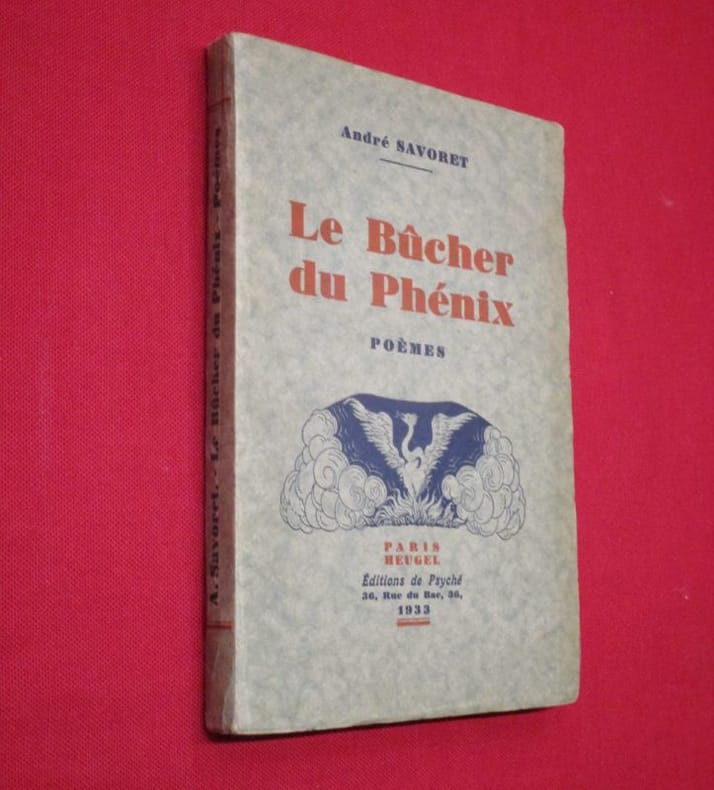 André SAVORET
Le Bûcher
du Phénix
POÈMES
PARIS
HEUGEL
Éditions de Psyché
36, Rue du Bac, 36,
1933
A. Savoret. - Le Bûcher du Phénix - Poèmes